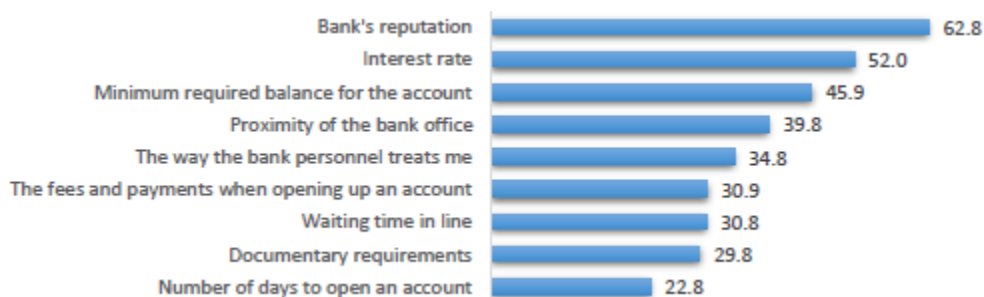 Bank's reputation 62.8
Interest rate 52.0
Minimum required balance for the account 45.9
Proximity of the bank office 39.8
The way the bank personnel treats me 34.8
The fees and payments when opening up an account 30.9
Waiting time in line 30.8
Documentary requirements 29.8
Number of days to open an account 22.8